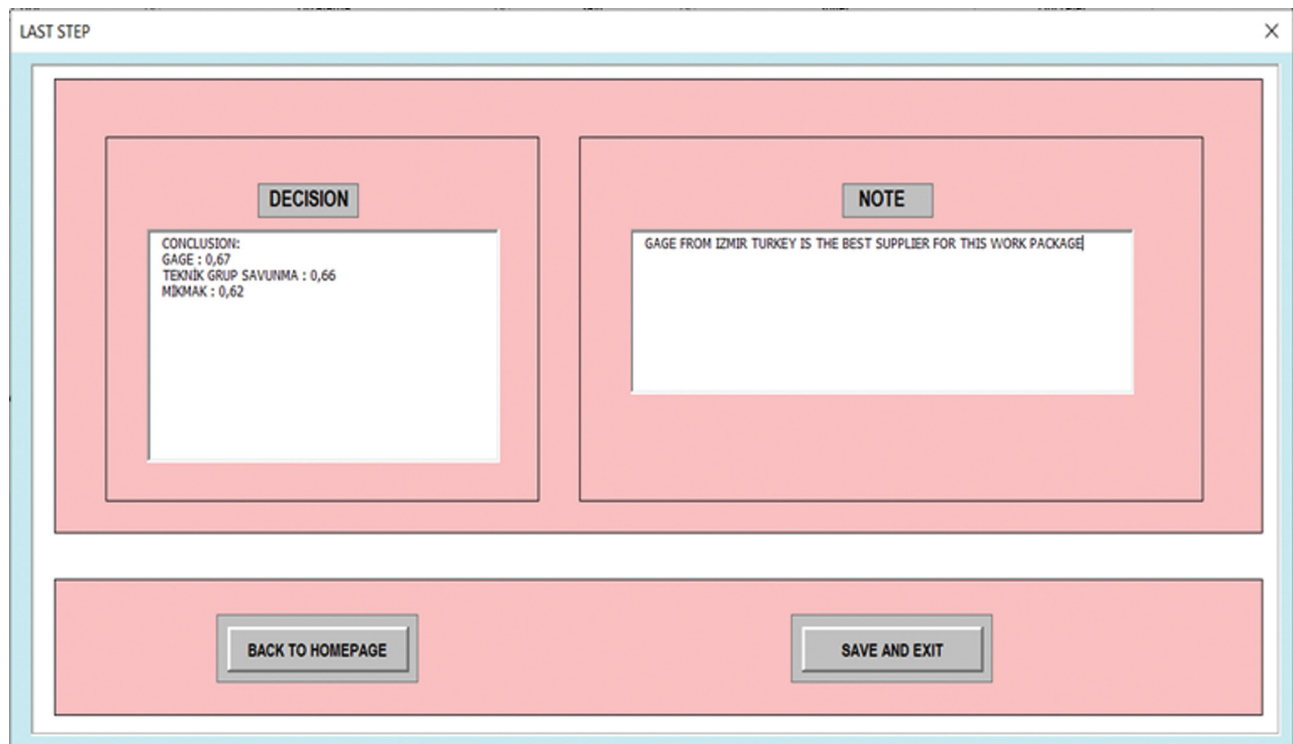 LAST STEP
DECISION
CONCLUSION:
GAGE : 0,67
TEKNİK GRUP SAVUNMA : 0,66
MİKMAK : 0,62
NOTE
GAGE FROM IZMIR TURKEY IS THE BEST SUPPLIER FOR THIS WORK PACKAGE
BACK TO HOMEPAGE
SAVE AND EXIT